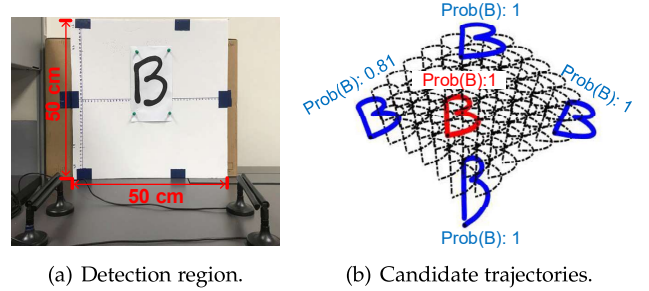 50 cm
B
50 cm
(a) Detection region.
Prob(B): 1
B
Prob(B): 0.81
Prob(B):1
Prob(B): 1
B
B
B
B
Prob(B): 1
(b) Candidate trajectories.